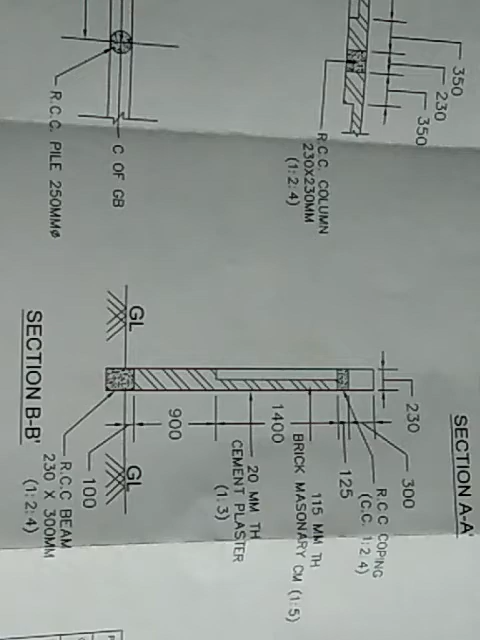 350
230
350
R.C.C. COLUMN
230X230MM
(1:2:4)
C OF GB
R.C.C. PILE 250MMØ
SECTION A-A'
230
300
R.C.C COPING
(C.C. 1:2:4)
125
115 MM TH
BRICK MASONARY CM (1:5)
1400
20 MM TH
CEMENT PLASTER
(1:3)
900
GL
GL
100
R.C.C BEAM
230 X 300MM
(1:2:4)
SECTION B-B'